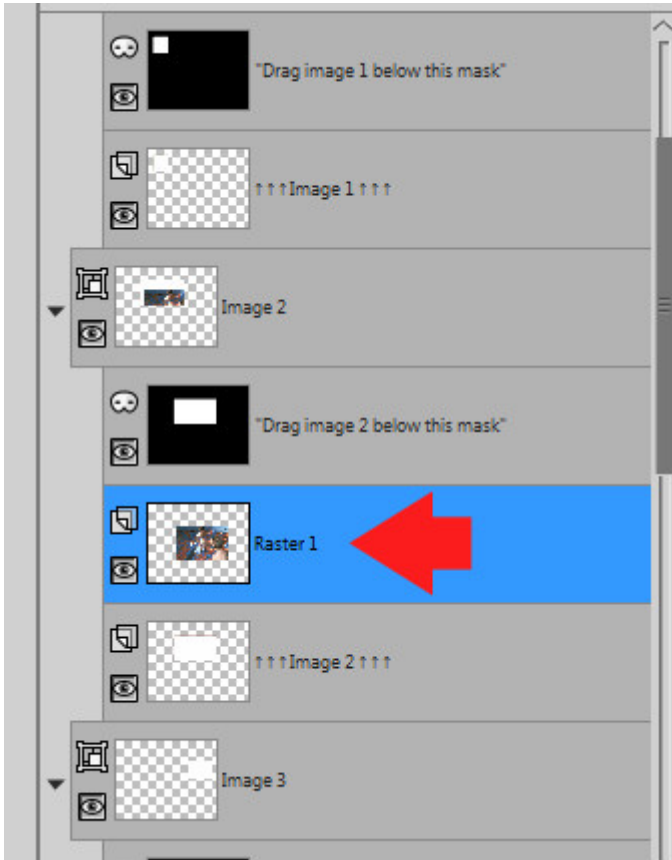 "Drag image 1 below this mask"
↑↑↑Image 1↑↑↑
Image 2
"Drag image 2 below this mask"
Raster 1
↑↑↑Image 2↑↑↑
Image 3